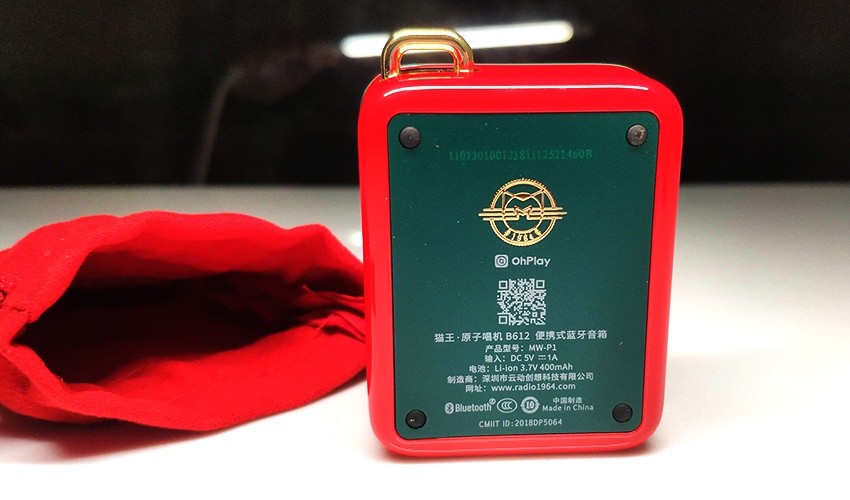 1964
OhPlay
猫王·原子唱机 B612 便携式蓝牙音箱
产品型号：MW-P1
输入：DC 5V ⎓ 1A
电池：Li-ion 3.7V 400mAh
制造商：深圳市云动创想科技有限公司
网址：www.radio1964.com
Bluetooth® CCC 10 中国制造
Made in China
CMIIT ID:2018DP5064